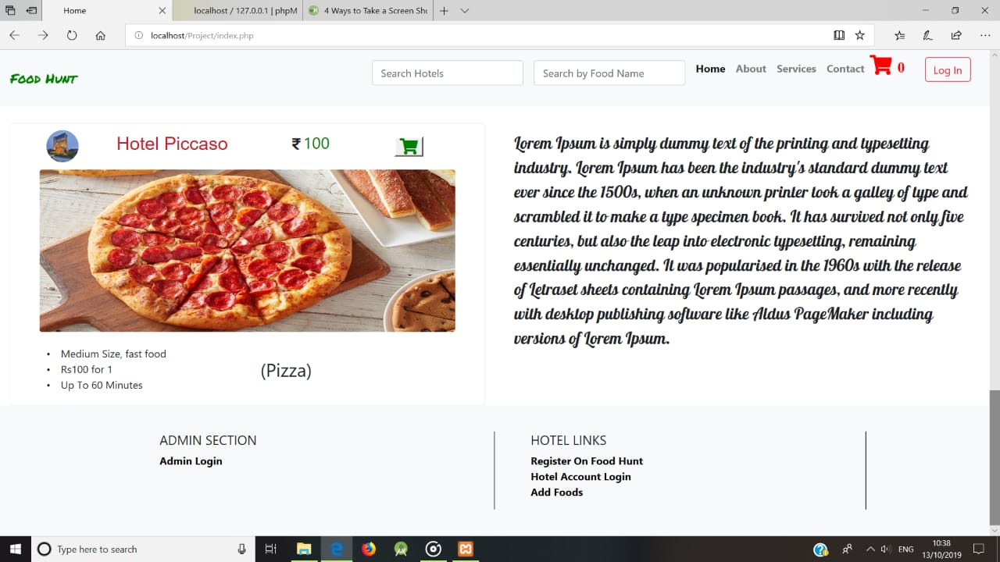 Home
localhost / 127.0.0.1 | phpM
4 Ways to Take a Screen Sho
localhost/Project/index.php
Food Hunt
Search Hotels
Search by Food Name
Home About Services Contact 0 Log In
Hotel Piccaso
₹ 100
Lorem Ipsum is simply dummy text of the printing and typesetting
industry. Lorem Ipsum has been the industry's standard dummy text
ever since the 1500s, when an unknown printer took a galley of type and
scrambled it to make a type specimen book. It has survived not only five
centuries, but also the leap into electronic typesetting, remaining
essentially unchanged. It was popularised in the 1960s with the release
of Letraset sheets containing Lorem Ipsum passages, and more recently
with desktop publishing software like Aldus PageMaker including
versions of Lorem Ipsum.
• Medium Size, fast food
• Rs100 for 1
• Up To 60 Minutes
(Pizza)
ADMIN SECTION
Admin Login
HOTEL LINKS
Register On Food Hunt
Hotel Account Login
Add Foods
Type here to search
ENG
10:38
13/10/2019